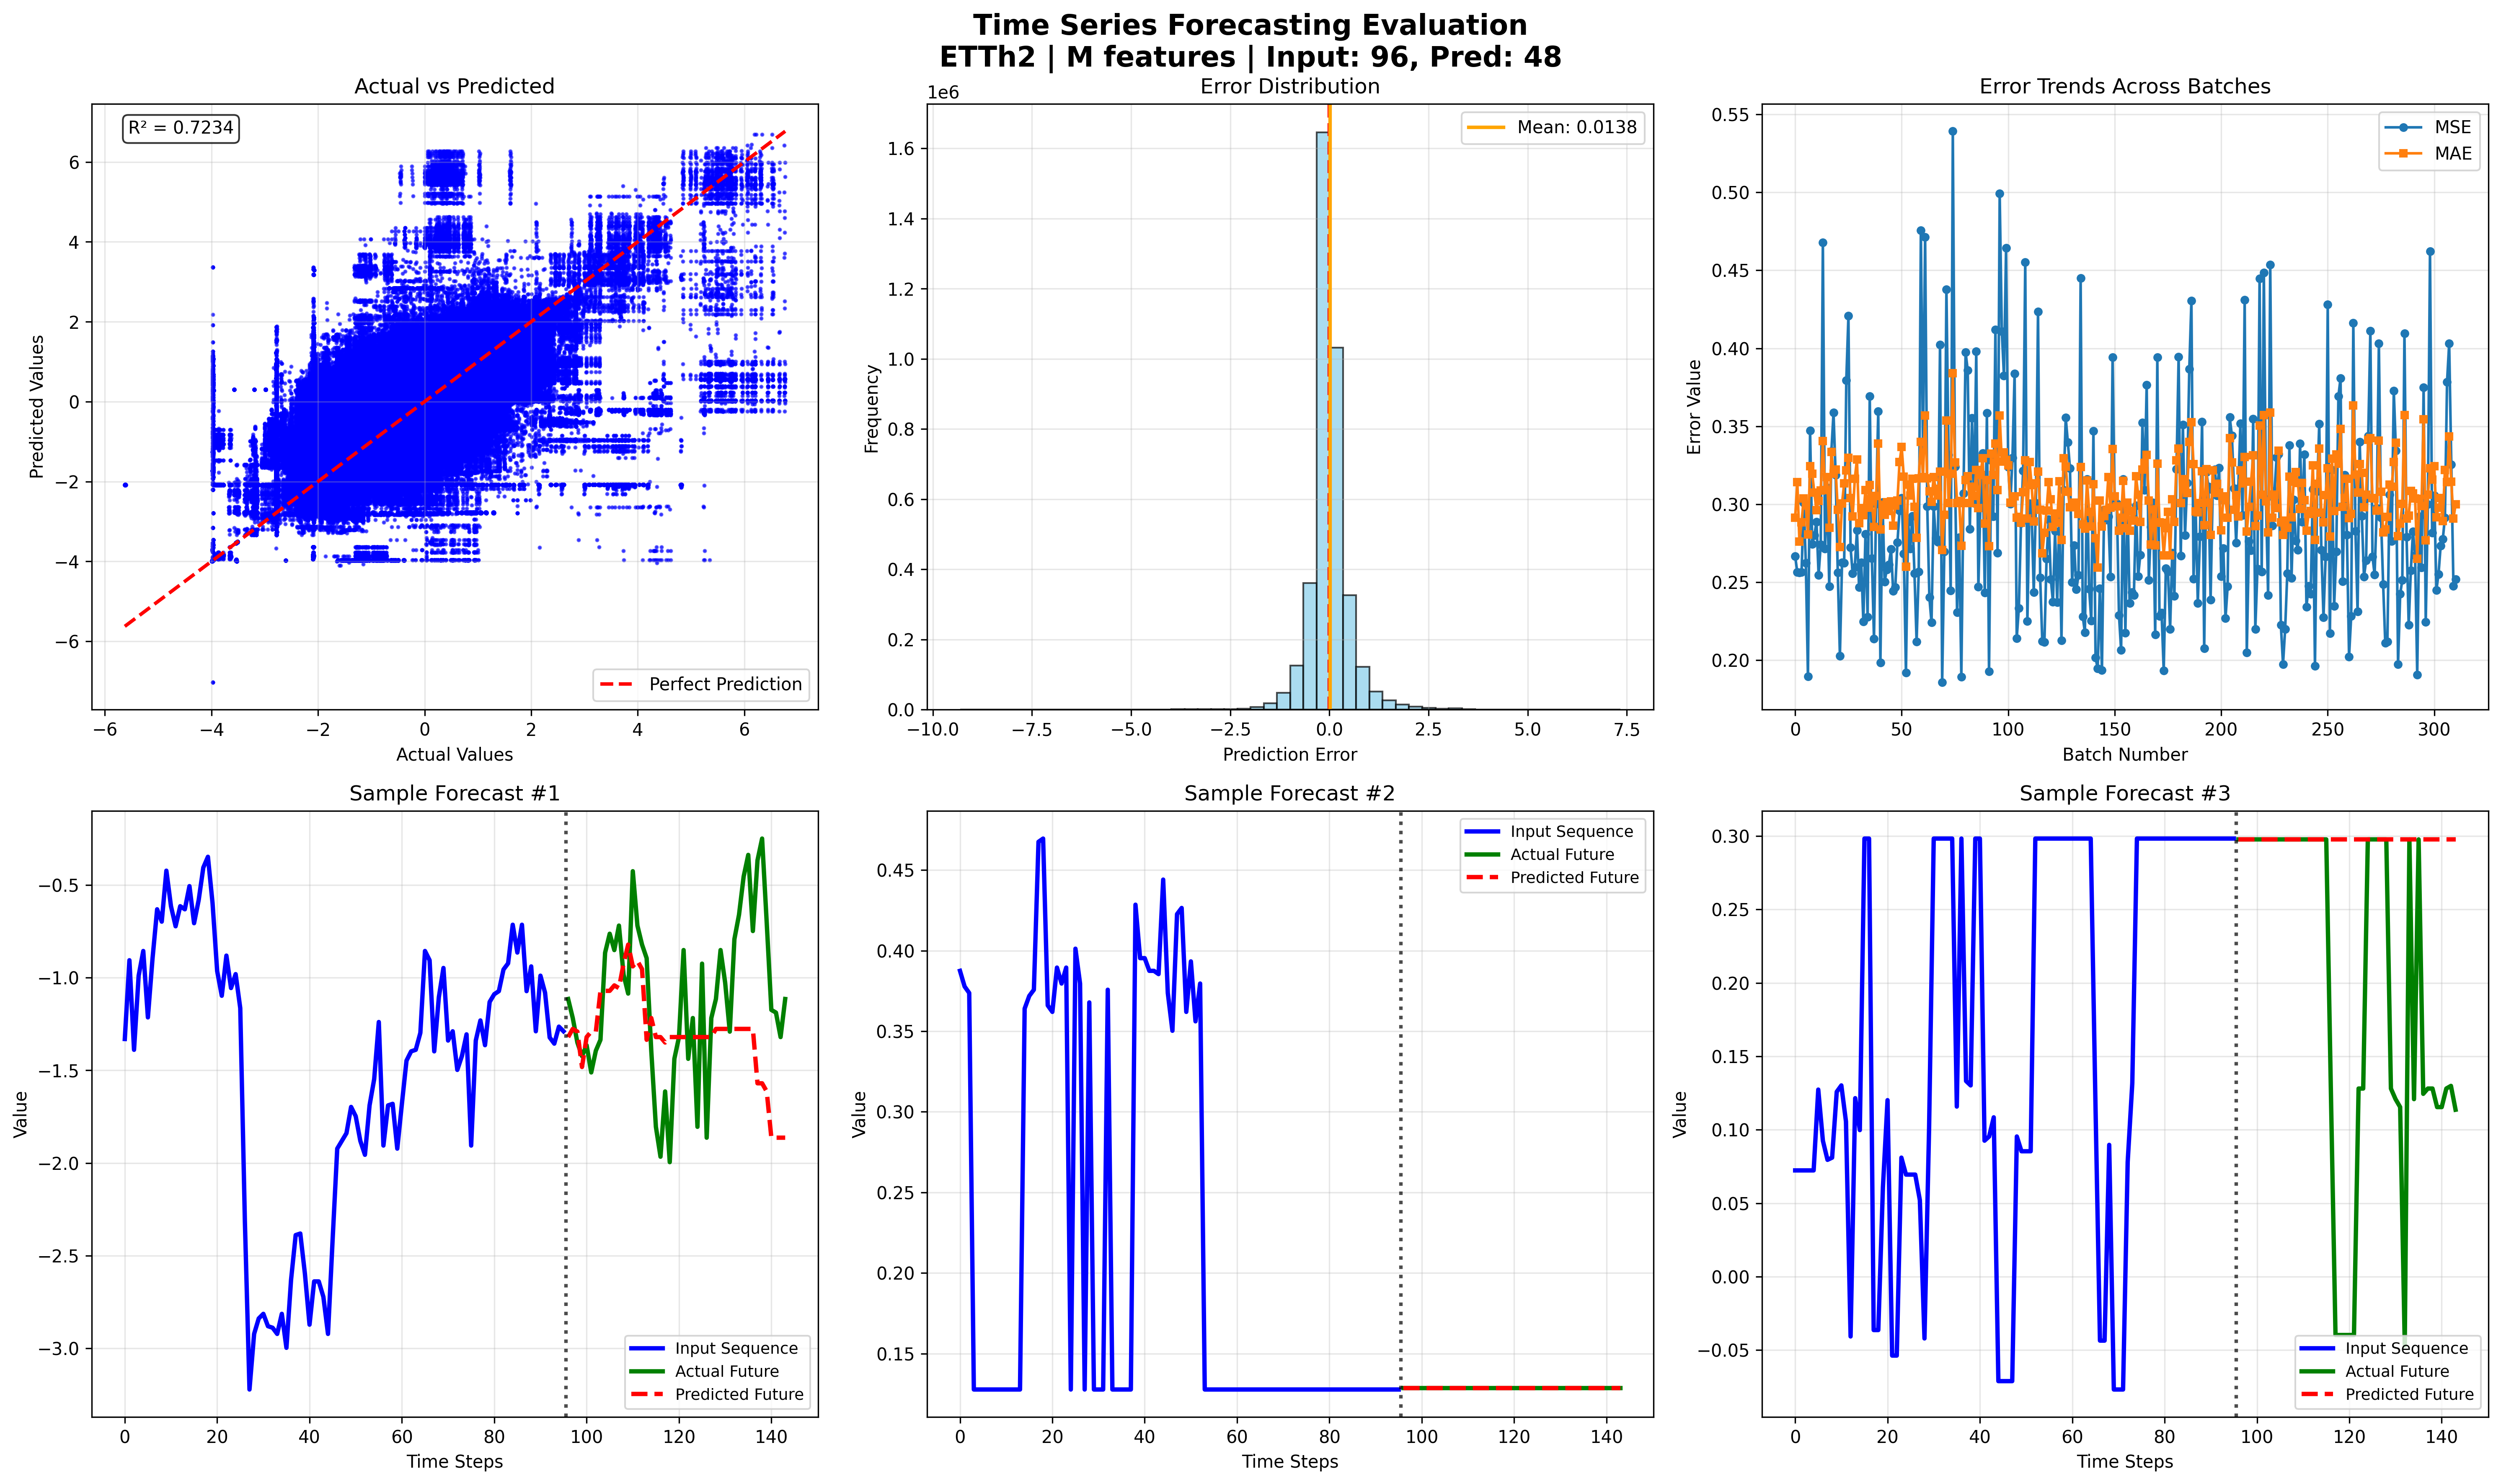 Time Series Forecasting Evaluation
ETTh2 | M features | Input: 96, Pred: 48
Actual vs Predicted
R² = 0.7234
6
4
2
0
−2
−4
−6
Predicted Values
−6 −4 −2 0 2 4 6
Actual Values
Perfect Prediction
Error Distribution
1e6
Mean: 0.0138
1.6
1.4
1.2
1.0
0.8
0.6
0.4
0.2
0.0
Frequency
−10.0 −7.5 −5.0 −2.5 0.0 2.5 5.0 7.5
Prediction Error
Error Trends Across Batches
MSE
MAE
0.55
0.50
0.45
0.40
0.35
0.30
0.25
0.20
Error Value
0 50 100 150 200 250 300
Batch Number
Sample Forecast #1
−0.5
−1.0
−1.5
−2.0
−2.5
−3.0
Value
Input Sequence
Actual Future
Predicted Future
0 20 40 60 80 100 120 140
Time Steps
Sample Forecast #2
Input Sequence
Actual Future
Predicted Future
0.45
0.40
0.35
0.30
0.25
0.20
0.15
Value
0 20 40 60 80 100 120 140
Time Steps
Sample Forecast #3
0.30
0.25
0.20
0.15
0.10
0.05
0.00
−0.05
Value
Input Sequence
Actual Future
Predicted Future
0 20 40 60 80 100 120 140
Time Steps